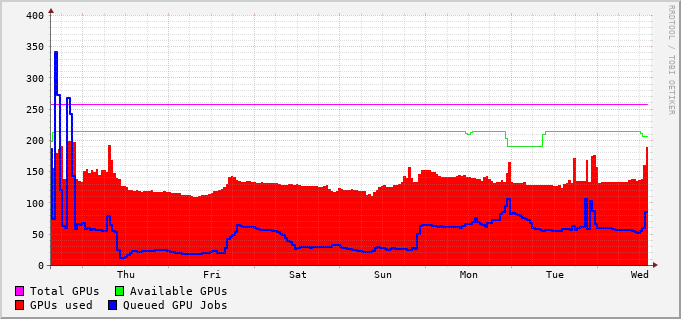 400
350
300
250
200
150
100
50
0
Thu Fri Sat Sun Mon Tue Wed
Total GPUs Available GPUs
GPUs used Queued GPU Jobs
RRDTOOL / TOBI OETIKER